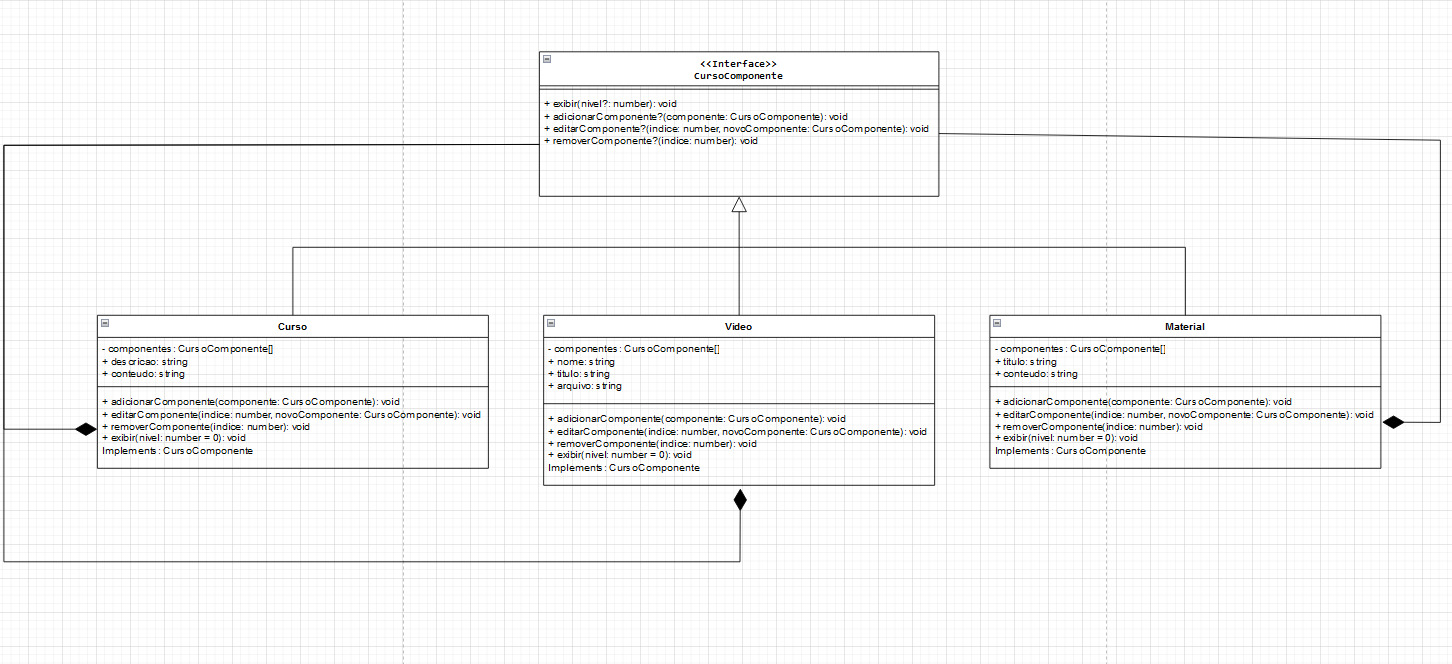 <<Interface>>
CursoComponente
+ exibir(nivel?: number): void
+ adicionarComponente?(componente: CursoComponente): void
+ editarComponente?(indice: number, novoComponente: CursoComponente): void
+ removerComponente?(indice: number): void
Curso
- componentes: CursoComponente[]
+ descricao: string
+ conteudo: string
+ adicionarComponente(componente: CursoComponente): void
+ editarComponente(indice: number, novoComponente: CursoComponente): void
+ removerComponente(indice: number): void
+ exibir(nivel: number = 0): void
Implements: CursoComponente
Video
- componentes: CursoComponente[]
+ nome: string
+ titulo: string
+ arquivo: string
+ adicionarComponente(componente: CursoComponente): void
+ editarComponente(indice: number, novoComponente: CursoComponente): void
+ removerComponente(indice: number): void
+ exibir(nivel: number = 0): void
Implements: CursoComponente
Material
- componentes: CursoComponente[]
+ titulo: string
+ conteudo: string
+ adicionarComponente(componente: CursoComponente): void
+ editarComponente(indice: number, novoComponente: CursoComponente): void
+ removerComponente(indice: number): void
+ exibir(nivel: number = 0): void
Implements: CursoComponente